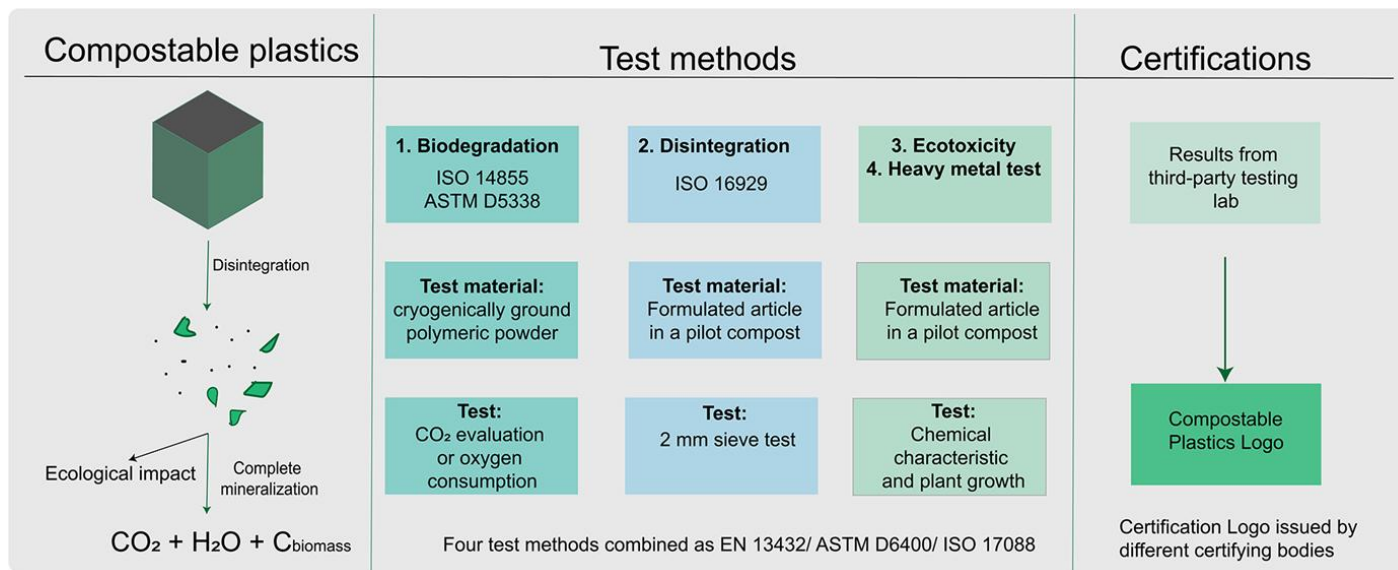 Compostable plastics
Disintegration
Ecological impact
Complete
mineralization
CO₂ + H₂O + Cbiomass
Test methods
1. Biodegradation
ISO 14855
ASTM D5338
Test material:
cryogenically ground
polymeric powder
Test:
CO₂ evaluation
or oxygen
consumption
2. Disintegration
ISO 16929
Test material:
Formulated article
in a pilot compost
Test:
2 mm sieve test
3. Ecotoxicity
4. Heavy metal test
Test material:
Formulated article
in a pilot compost
Test:
Chemical
characteristic
and plant growth
Four test methods combined as EN 13432/ ASTM D6400/ ISO 17088
Certifications
Results from
third-party testing
lab
Compostable
Plastics Logo
Certification Logo issued by
different certifying bodies